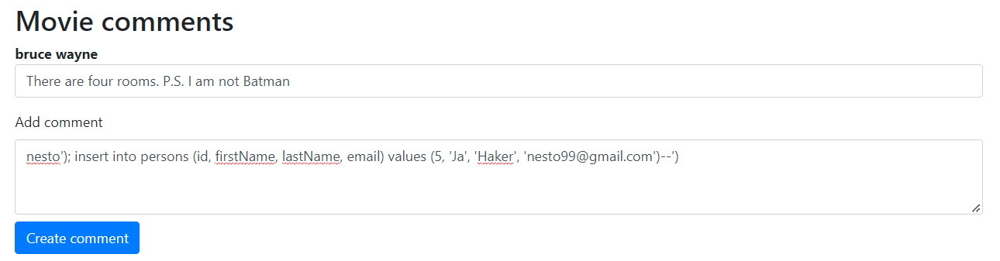 Movie comments
bruce wayne
There are four rooms. P.S. I am not Batman
Add comment
nesto'); insert into persons (id, firstName, lastName, email) values (5, 'Ja', 'Haker', 'nesto99@gmail.com')--')
Create comment